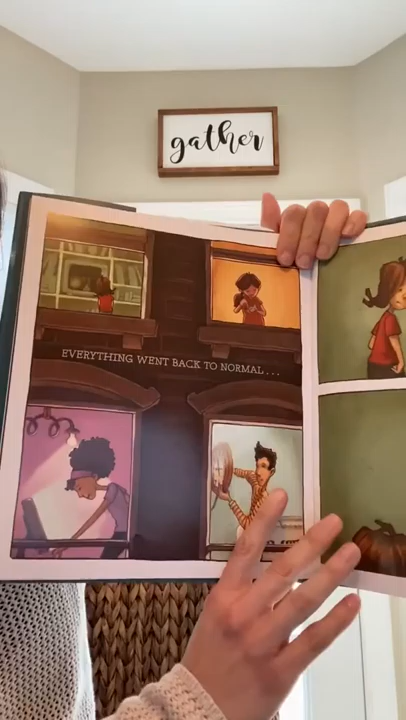 gather
EVERYTHING WENT BACK TO NORMAL . . .